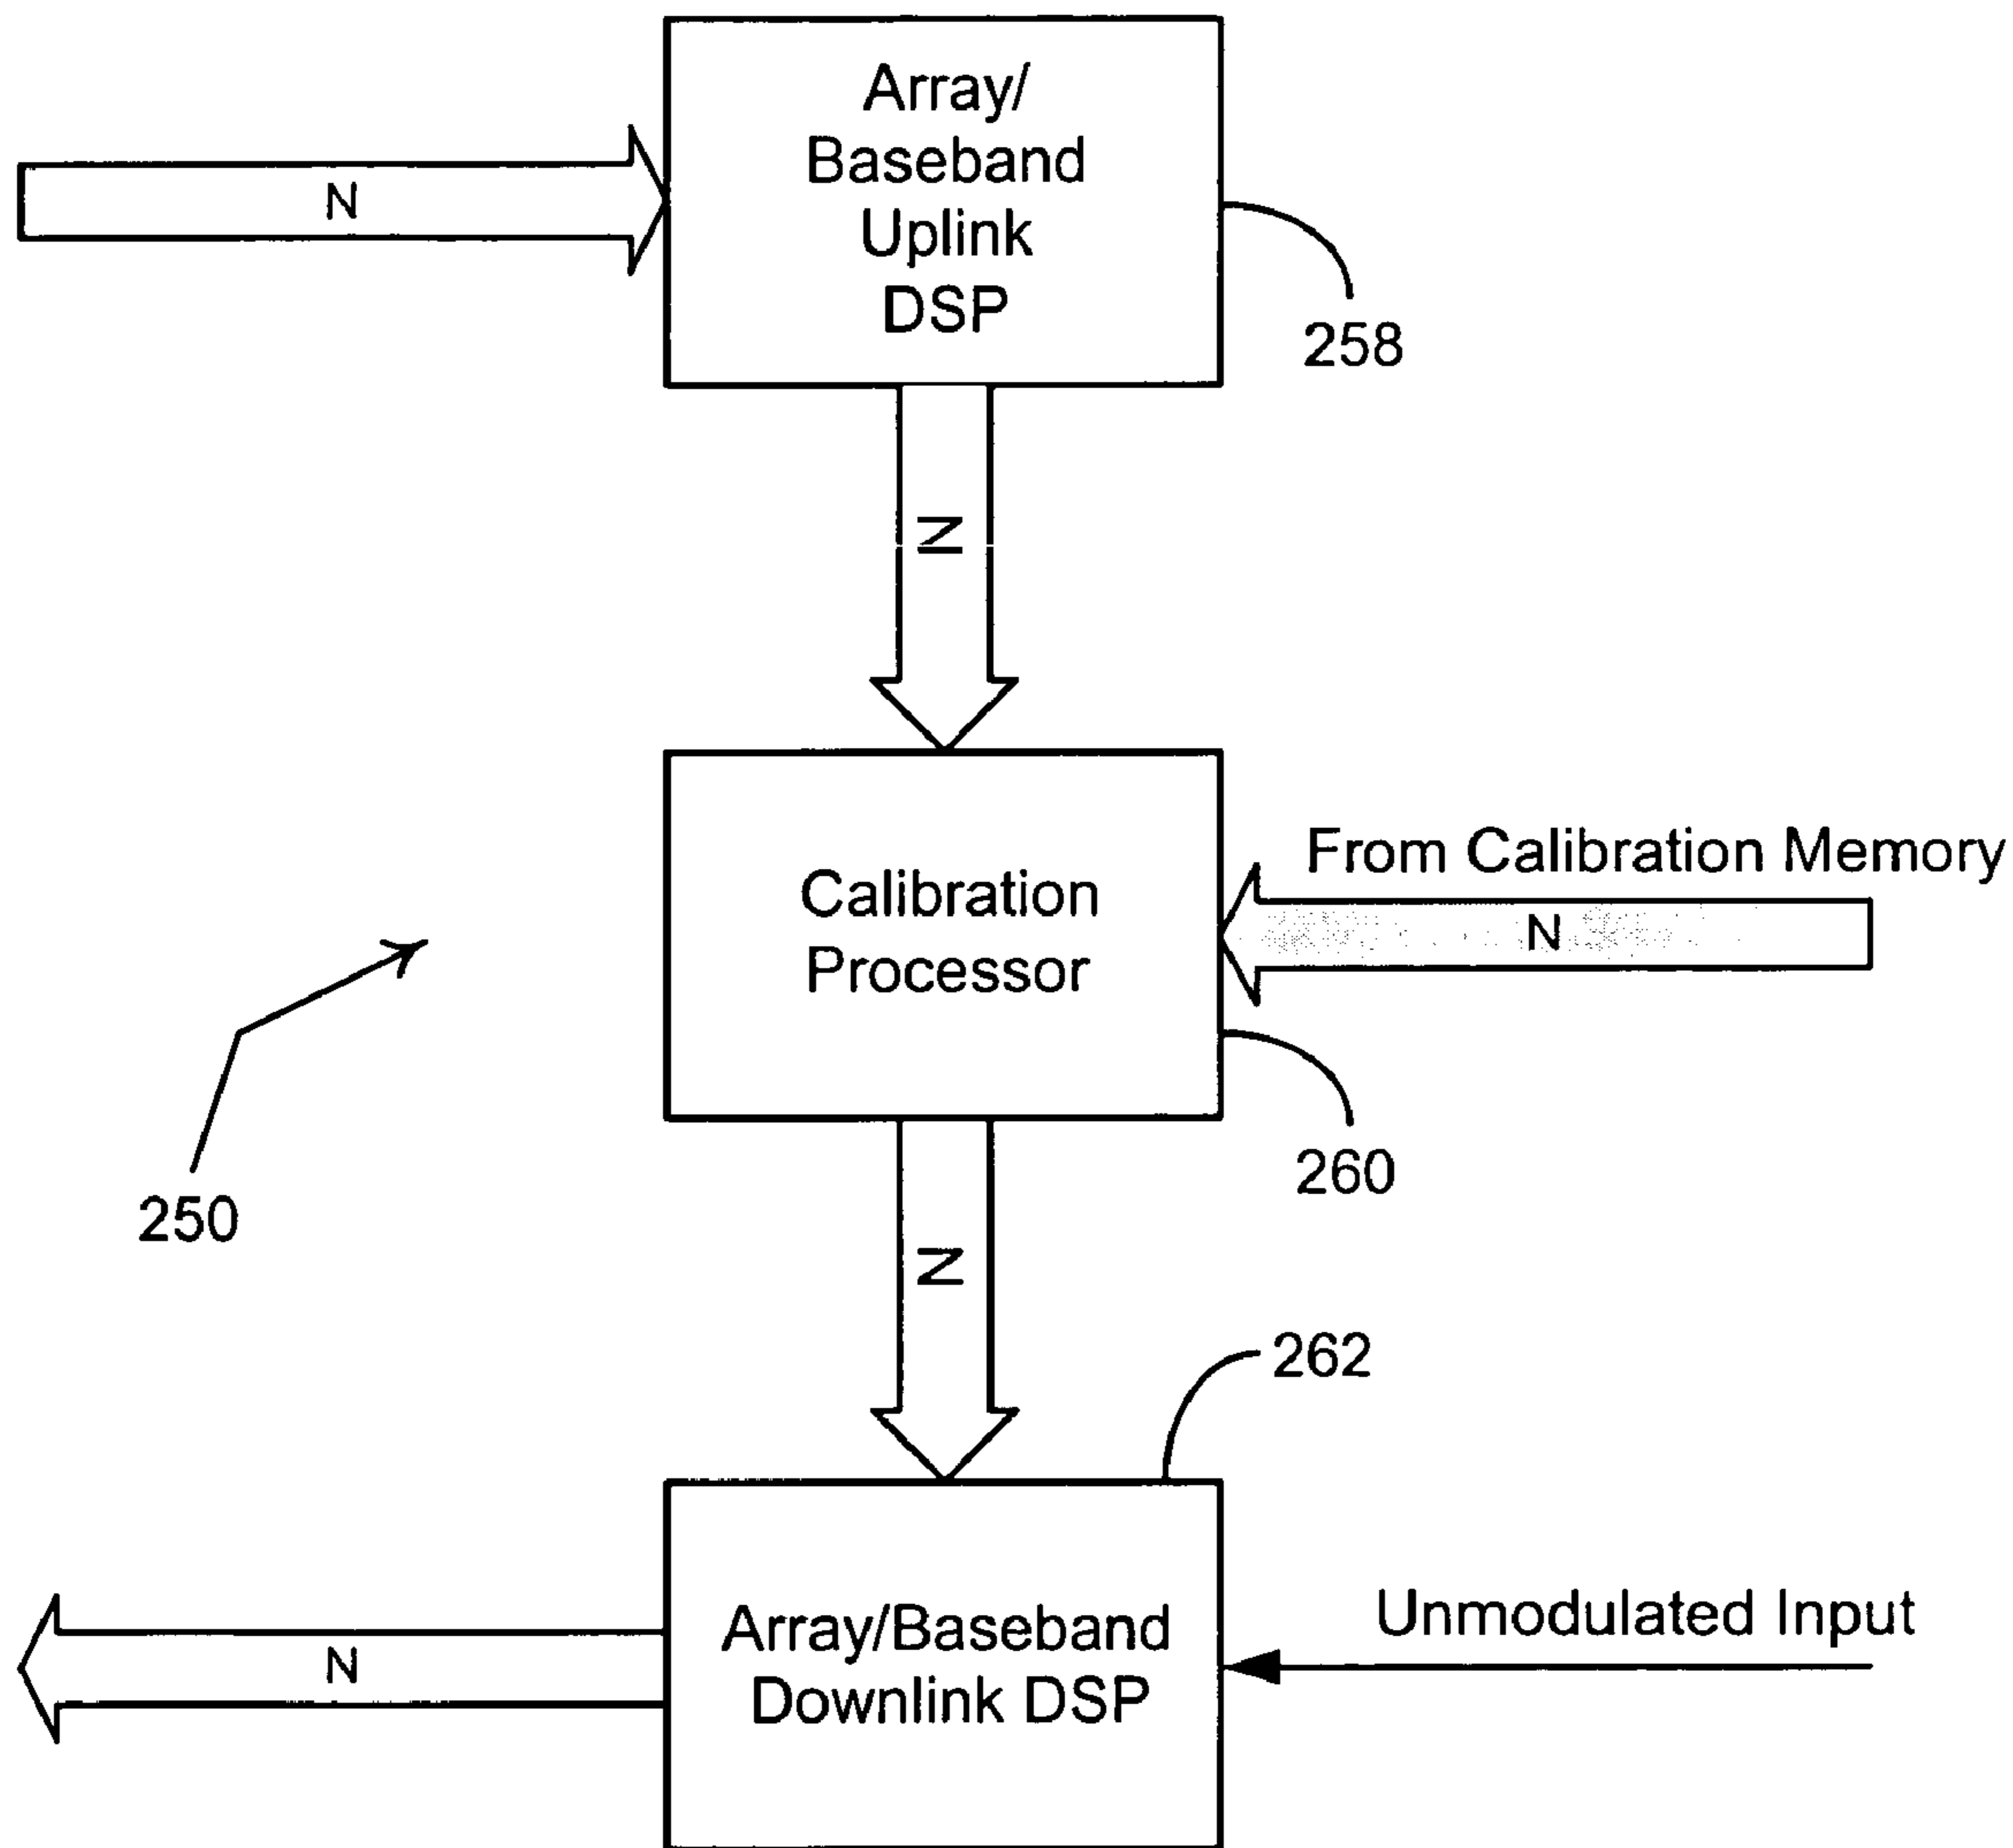 Array/
Baseband
Uplink
DSP
N
258
N
From Calibration Memory
Calibration
Processor
N
260
250
N
262
Array/Baseband
Downlink DSP
N
Unmodulated Input